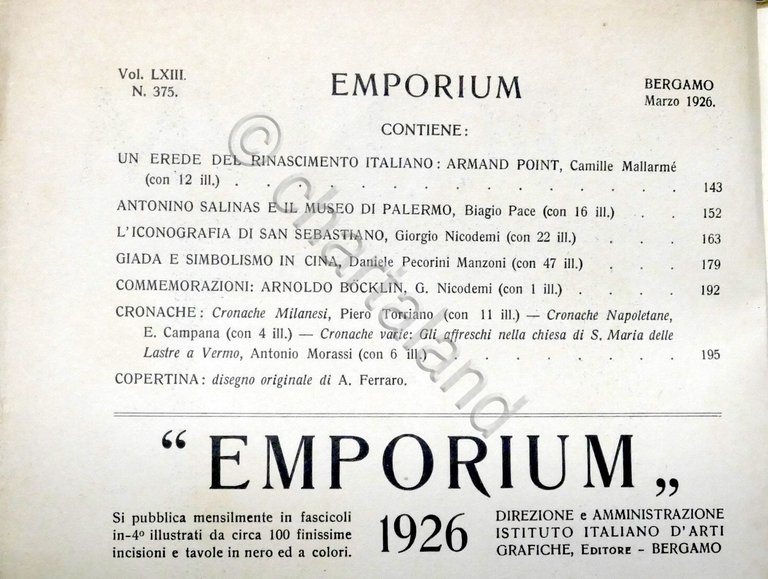 Vol. LXIII.
N. 375.
EMPORIUM
BERGAMO
Marzo 1926.
CONTIENE:
UN EREDE DEL RINASCIMENTO ITALIANO: ARMAND POINT, Camille Mallarmé
(con 12 ill.) . . . . . . . . . . . . . 143
ANTONINO SALINAS E IL MUSEO DI PALERMO, Biagio Pace (con 16 ill.) . . 152
L'ICONOGRAFIA DI SAN SEBASTIANO, Giorgio Nicodemi (con 22 ill.) . . . 163
GIADA E SIMBOLISMO IN CINA, Daniele Pecorini Manzoni (con 47 ill.) . . . 179
COMMEMORAZIONI: ARNOLDO BÖCKLIN, G. Nicodemi (con 1 ill.) . . . 192
CRONACHE: Cronache Milanesi, Piero Torriano (con 11 ill.) — Cronache Napoletane,
E. Campana (con 4 ill.) — Cronache varie: Gli affreschi nella chiesa di S. Maria delle
Lastre a Vermo, Antonio Morassi (con 6 ill.) . . . . . . . . 195
COPERTINA: disegno originale di A. Ferraro.
“EMPORIUM„
Si pubblica mensilmente in fascicoli
in-4º illustrati da circa 100 finissime
incisioni e tavole in nero ed a colori.
1926
DIREZIONE e AMMINISTRAZIONE
ISTITUTO ITALIANO D'ARTI
GRAFICHE, EDITORE - BERGAMO
© chartaland